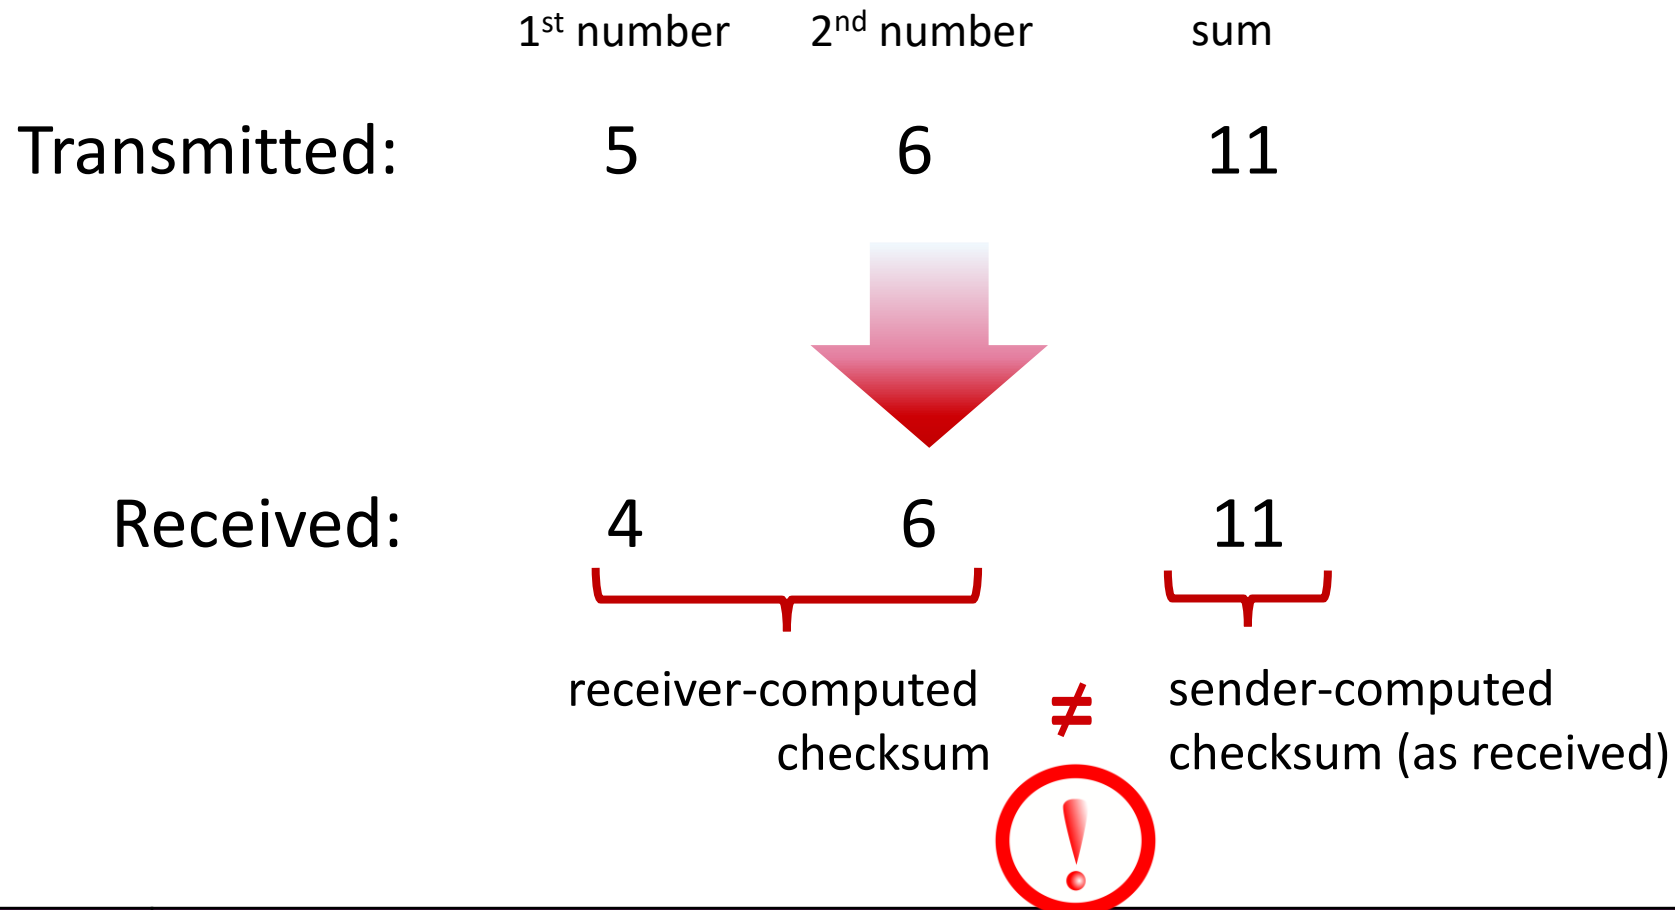 1st number 2nd number sum
Transmitted: 5 6 11
Received: 4 6 11
receiver-computed ≠ sender-computed
checksum checksum (as received)
!